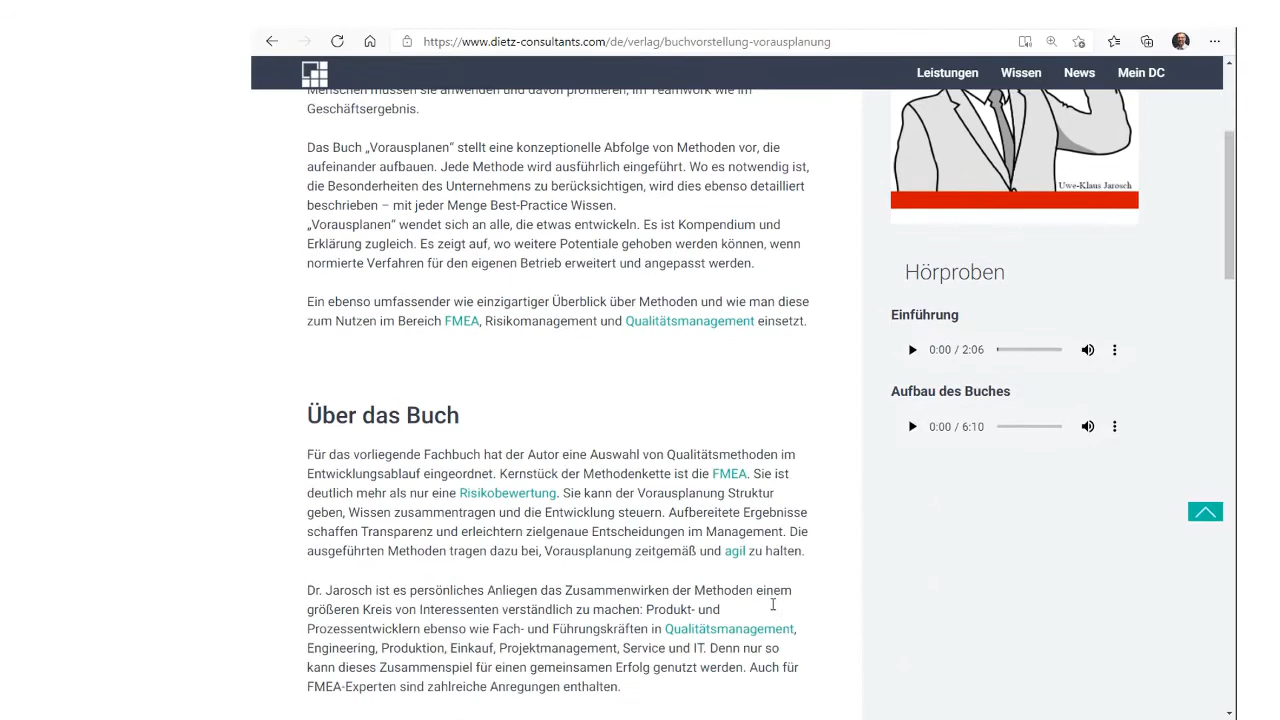 https://www.dietz-consultants.com/de/verlag/buchvorstellung-vorausplanung
Leistungen Wissen News Mein DC
Menschen müssen sie anwenden und davon profitieren, im Teamwork wie im
Geschäftsergebnis.
Das Buch „Vorausplanen“ stellt eine konzeptionelle Abfolge von Methoden vor, die
aufeinander aufbauen. Jede Methode wird ausführlich eingeführt. Wo es notwendig ist,
die Besonderheiten des Unternehmens zu berücksichtigen, wird dies ebenso detailliert
beschrieben – mit jeder Menge Best-Practice Wissen.
„Vorausplanen“ wendet sich an alle, die etwas entwickeln. Es ist Kompendium und
Erklärung zugleich. Es zeigt auf, wo weitere Potentiale gehoben werden können, wenn
normierte Verfahren für den eigenen Betrieb erweitert und angepasst werden.
Ein ebenso umfassender wie einzigartiger Überblick über Methoden und wie man diese
zum Nutzen im Bereich FMEA, Risikomanagement und Qualitätsmanagement einsetzt.
Über das Buch
Für das vorliegende Fachbuch hat der Autor eine Auswahl von Qualitätsmethoden im
Entwicklungsablauf eingeordnet. Kernstück der Methodenkette ist die FMEA. Sie ist
deutlich mehr als nur eine Risikobewertung. Sie kann der Vorausplanung Struktur
geben, Wissen zusammentragen und die Entwicklung steuern. Aufbereitete Ergebnisse
schaffen Transparenz und erleichtern zielgenaue Entscheidungen im Management. Die
ausgeführten Methoden tragen dazu bei, Vorausplanung zeitgemäß und agil zu halten.
Dr. Jarosch ist es persönliches Anliegen das Zusammenwirken der Methoden einem
größeren Kreis von Interessenten verständlich zu machen: Produkt- und
Prozessentwicklern ebenso wie Fach- und Führungskräften in Qualitätsmanagement,
Engineering, Produktion, Einkauf, Projektmanagement, Service und IT. Denn nur so
kann dieses Zusammenspiel für einen gemeinsamen Erfolg genutzt werden. Auch für
FMEA-Experten sind zahlreiche Anregungen enthalten.
Uwe-Klaus Jarosch
Hörproben
Einführung
0:00 / 2:06
Aufbau des Buches
0:00 / 6:10